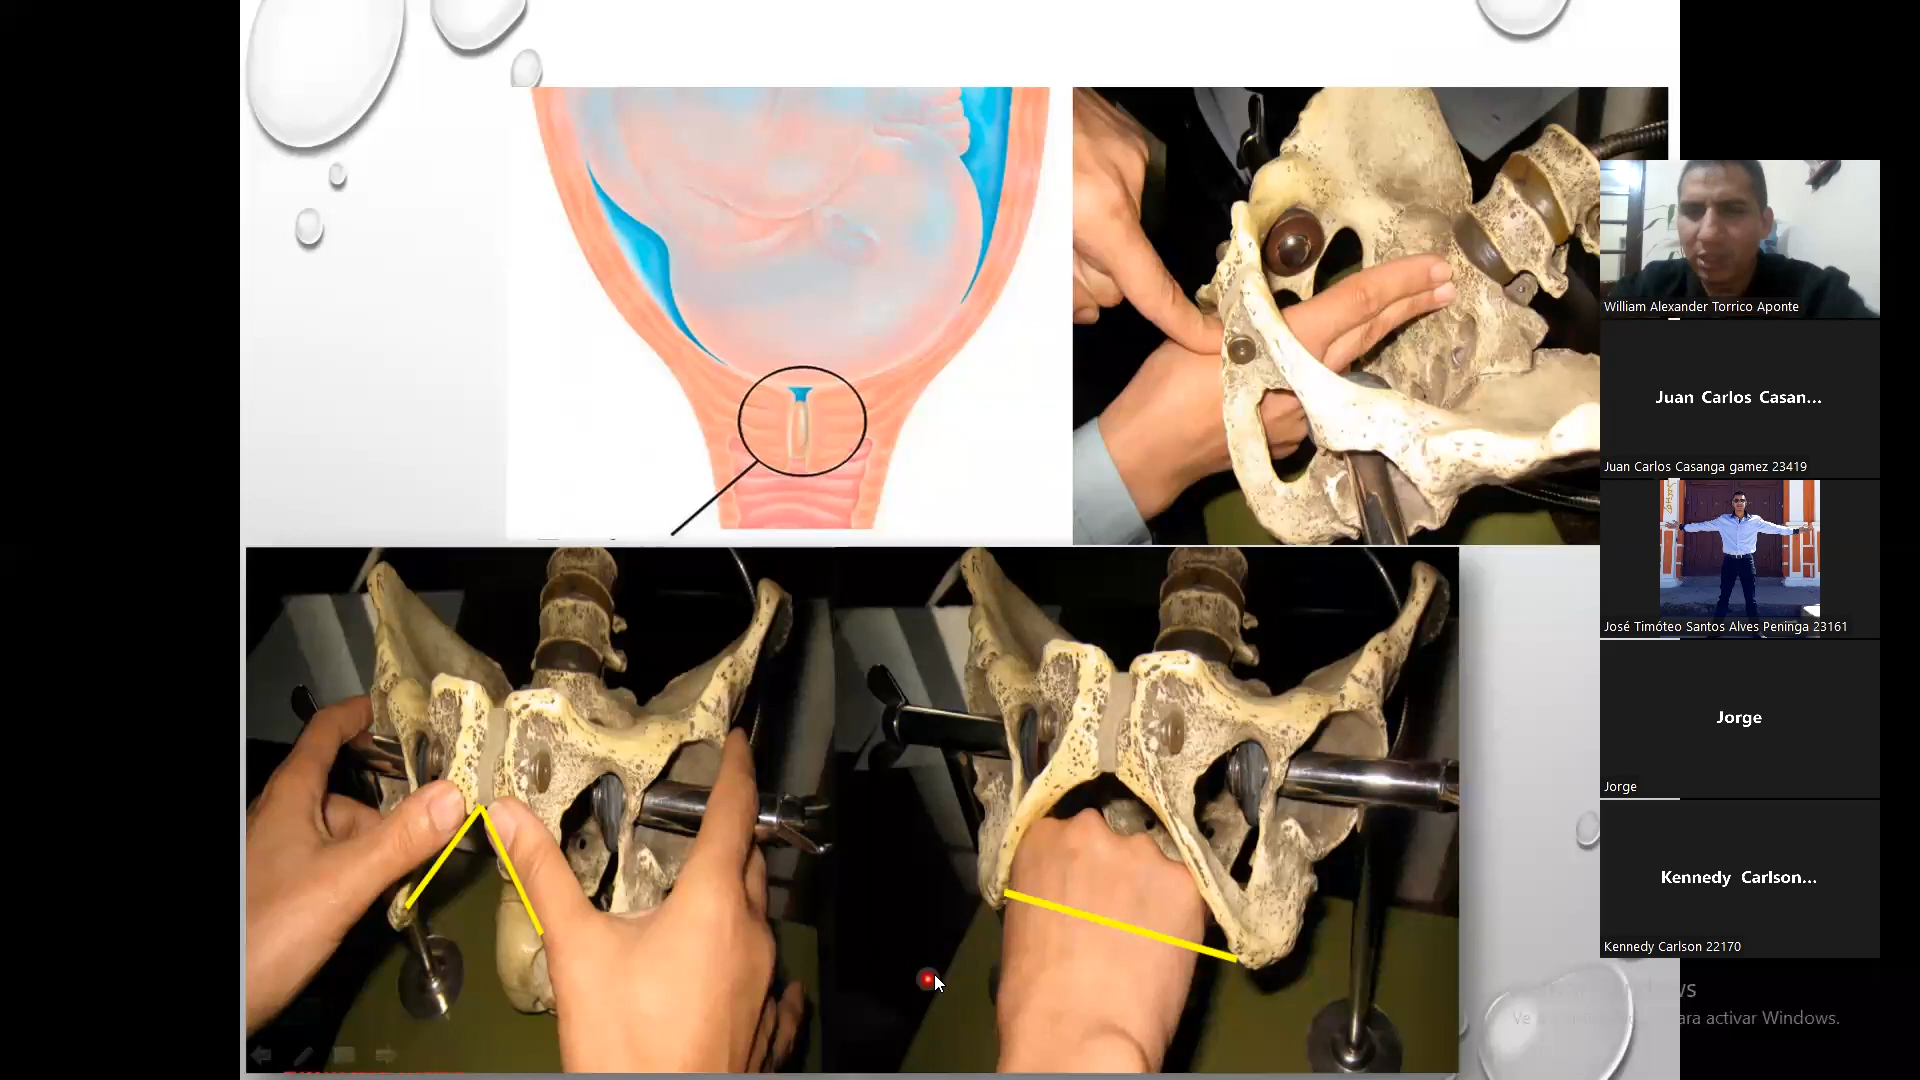 William Alexander Torrico Aponte
Juan Carlos Casan...
Juan Carlos Casanga gamez 23419
José Timóteo Santos Alves Peninga 23161
Jorge
Jorge
Kennedy Carlson...
Kennedy Carlson 22170
ara activar Windows.